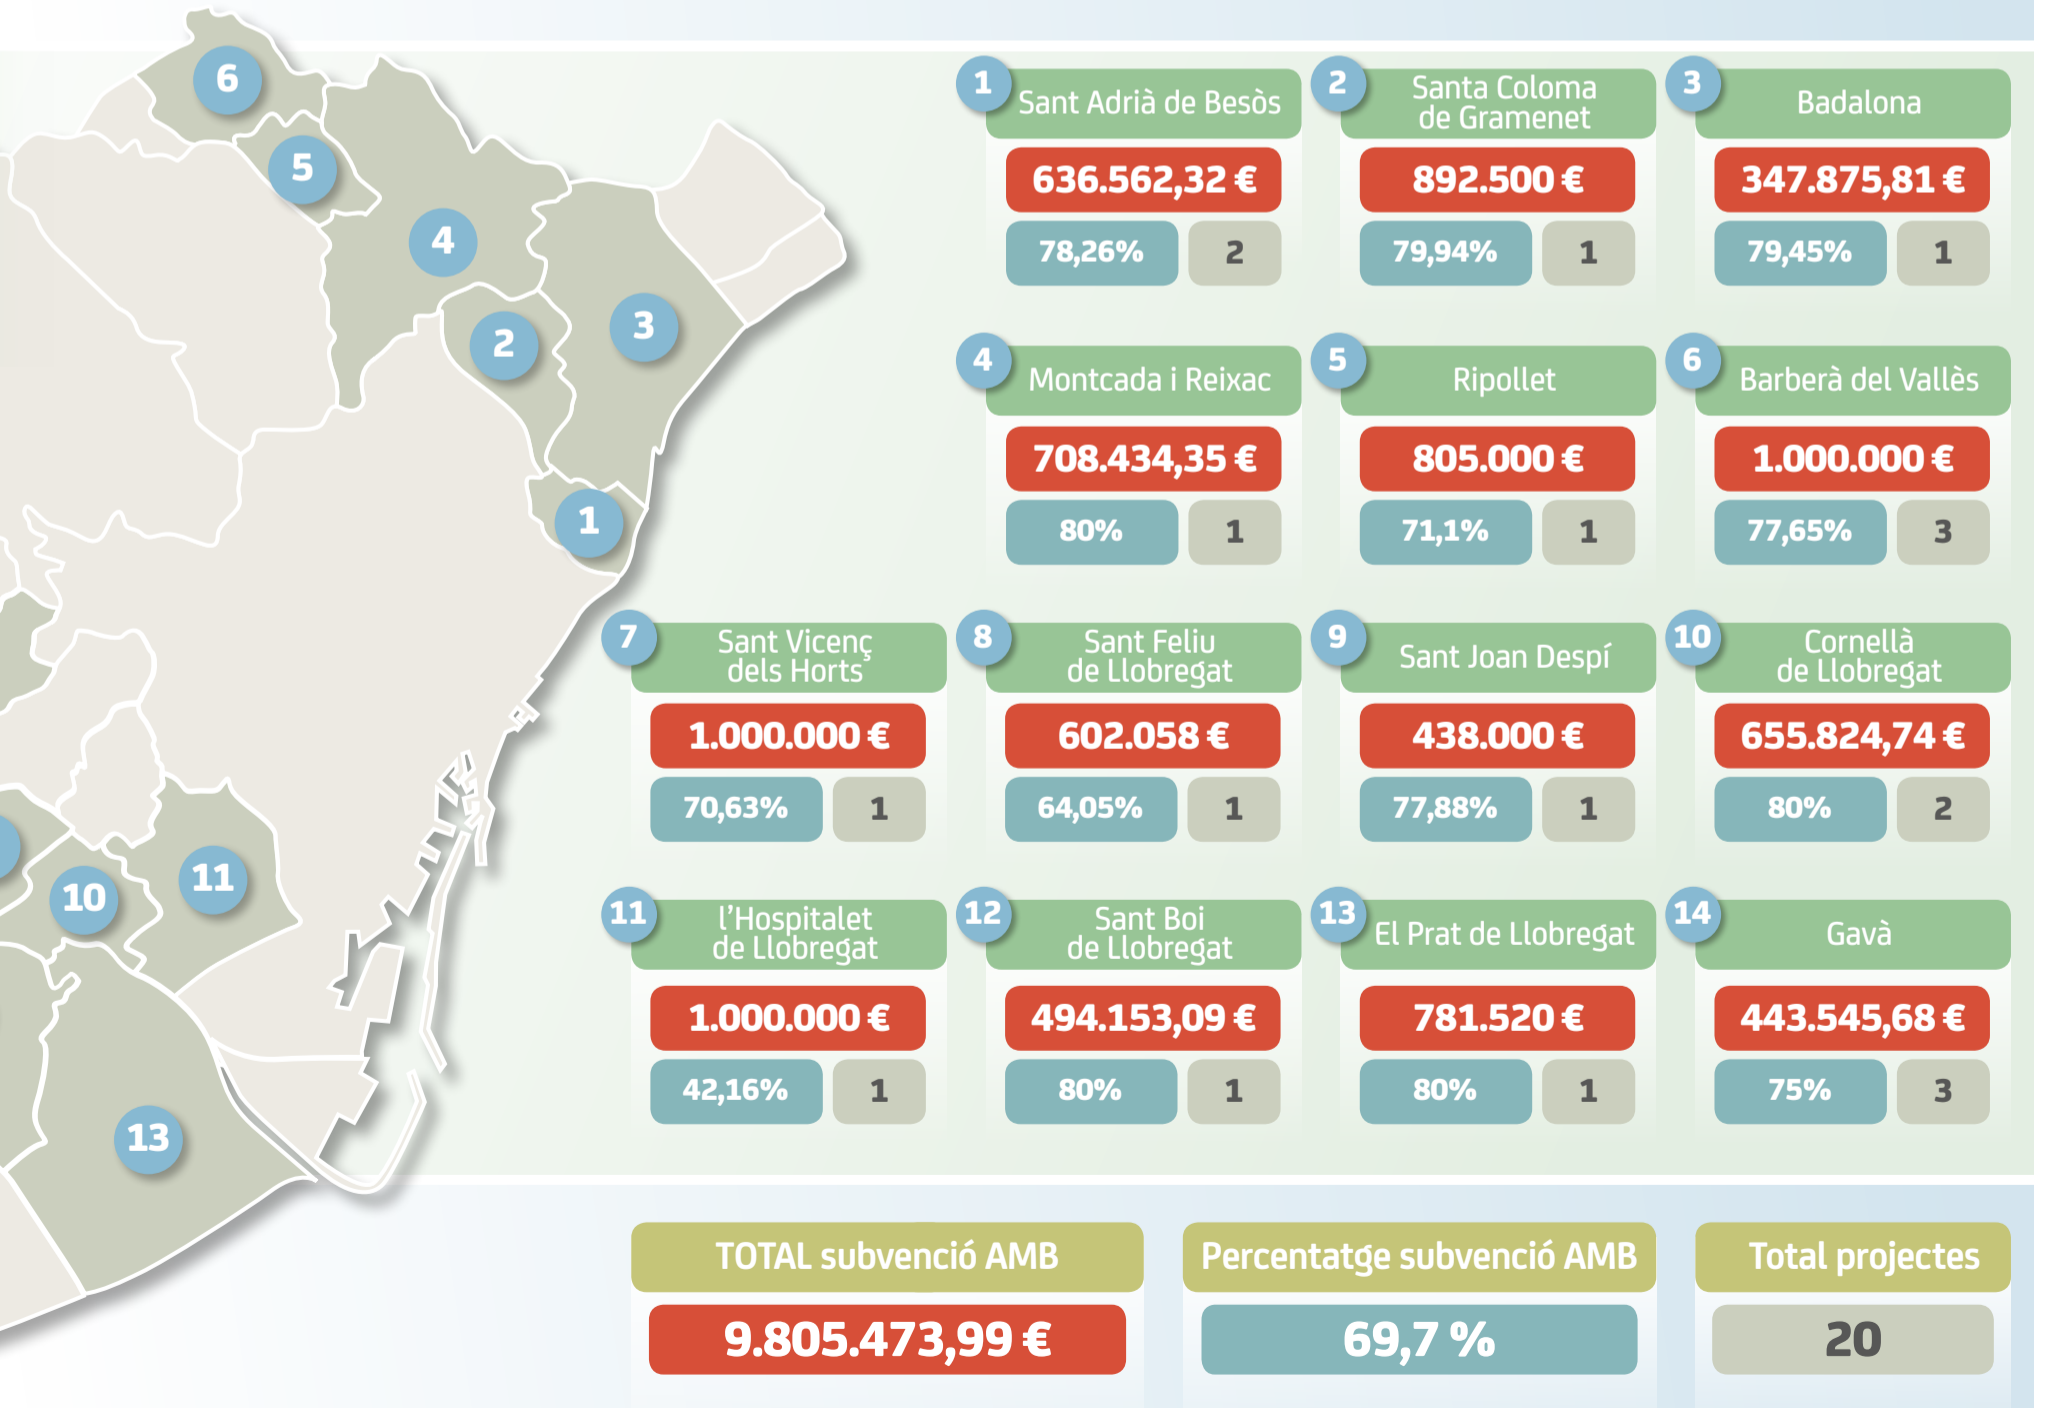 6
5
4
3
2
1
11
10
13
1
Sant Adrià de Besòs
636.562,32 €
78,26%
2
2
Santa Coloma
de Gramenet
892.500 €
79,94%
1
3
Badalona
347.875,81 €
79,45%
1
4
Montcada i Reixac
708.434,35 €
80%
1
5
Ripollet
805.000 €
71,1%
1
6
Barberà del Vallès
1.000.000 €
77,65%
3
7
Sant Vicenç
dels Horts
1.000.000 €
70,63%
1
8
Sant Feliu
de Llobregat
602.058 €
64,05%
1
9
Sant Joan Despí
438.000 €
77,88%
1
10
Cornellà
de Llobregat
655.824,74 €
80%
2
11
l'Hospitalet
de Llobregat
1.000.000 €
42,16%
1
12
Sant Boi
de Llobregat
494.153,09 €
80%
1
13
El Prat de Llobregat
781.520 €
80%
1
14
Gavà
443.545,68 €
75%
3
TOTAL subvenció AMB
9.805.473,99 €
Percentatge subvenció AMB
69,7 %
Total projectes
20